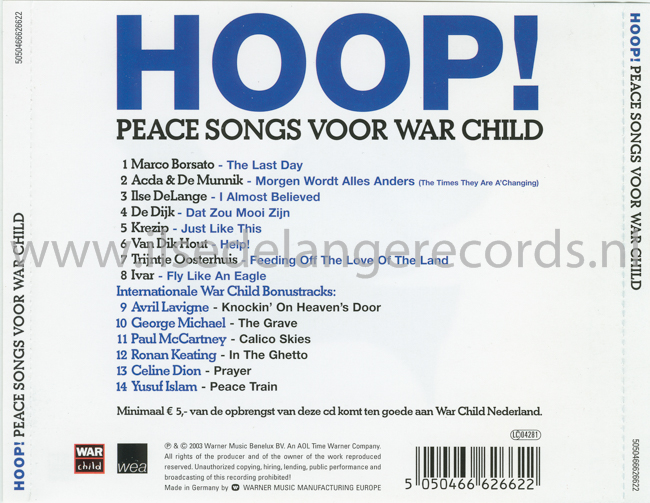 5050466626622
HOOP! PEACE SONGS VOOR WAR CHILD
HOOP!
PEACE SONGS VOOR WAR CHILD
1 Marco Borsato - The Last Day
2 Acda & De Munnik - Morgen Wordt Alles Anders (The Times They Are A'Changing)
3 Ilse DeLange - I Almost Believed
4 De Dijk - Dat Zou Mooi Zijn
5 Krezip - Just Like This
6 Van Dik Hout - Help!
7 Trijntje Oosterhuis - Feeding Off The Love Of The Land
8 Ivar - Fly Like An Eagle
Internationale War Child Bonustracks:
9 Avril Lavigne - Knockin' On Heaven's Door
10 George Michael - The Grave
11 Paul McCartney - Calico Skies
12 Ronan Keating - In The Ghetto
13 Celine Dion - Prayer
14 Yusuf Islam - Peace Train
Minimaal € 5,- van de opbrengst van deze cd komt ten goede aan War Child Nederland.
WAR
child
wea
℗ & © 2003 Warner Music Benelux BV. An AOL Time Warner Company.
All rights of the producer and of the owner of the work reproduced
reserved. Unauthorized copying, hiring, lending, public performance and
broadcasting of this recording prohibited!
Made in Germany by WARNER MUSIC MANUFACTURING EUROPE
LC 04281
5 050466 626622
HOOP! PEACE SONGS VOOR WAR CHILD
5050466626622
www.ilsedelangerecords.nl